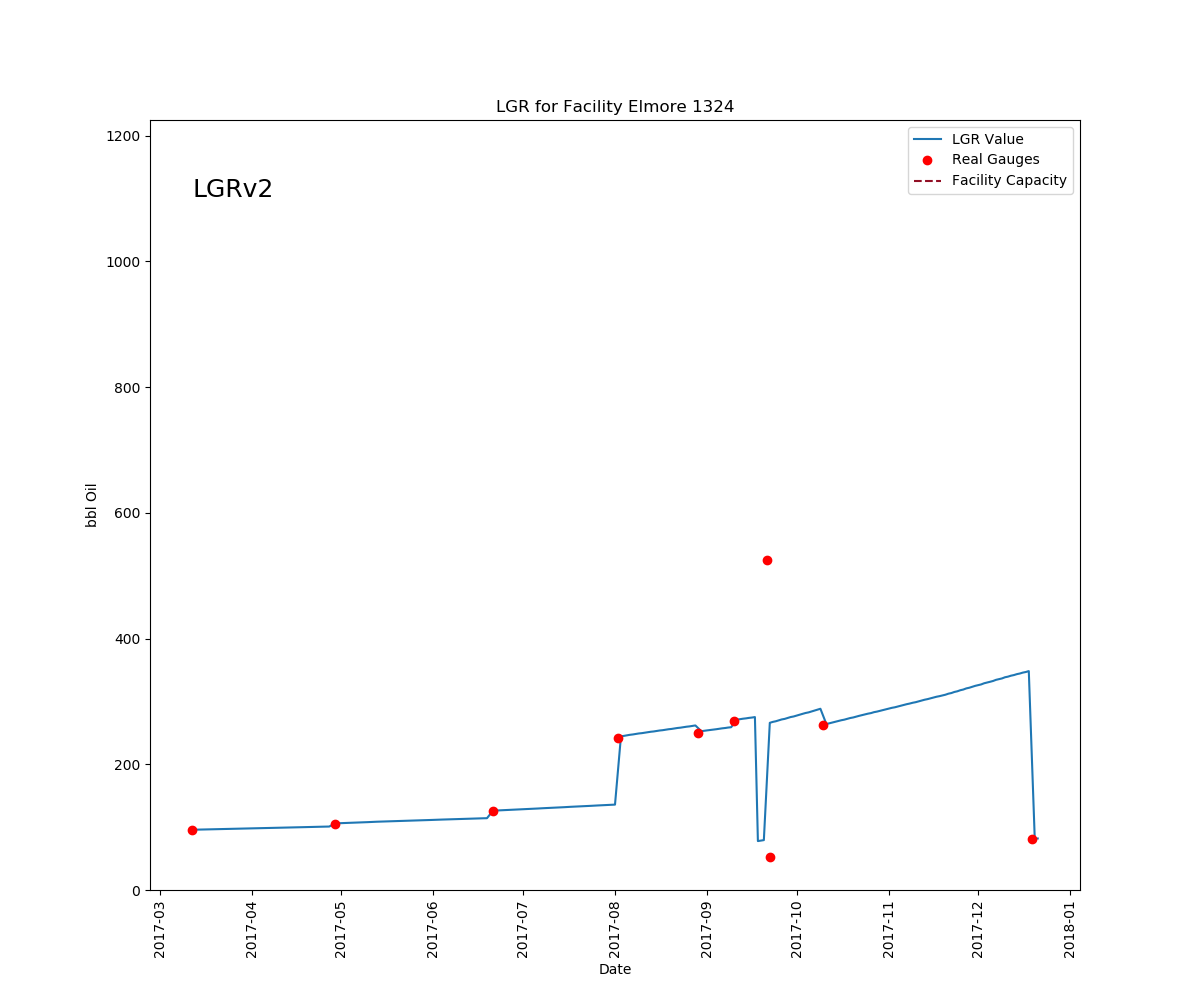 LGR for Facility Elmore 1324
LGR Value
Real Gauges
Facility Capacity
LGRv2
1200
1000
800
600
400
200
0
bbl Oil
2017-03
2017-04
2017-05
2017-06
2017-07
2017-08
2017-09
2017-10
2017-11
2017-12
2018-01
Date